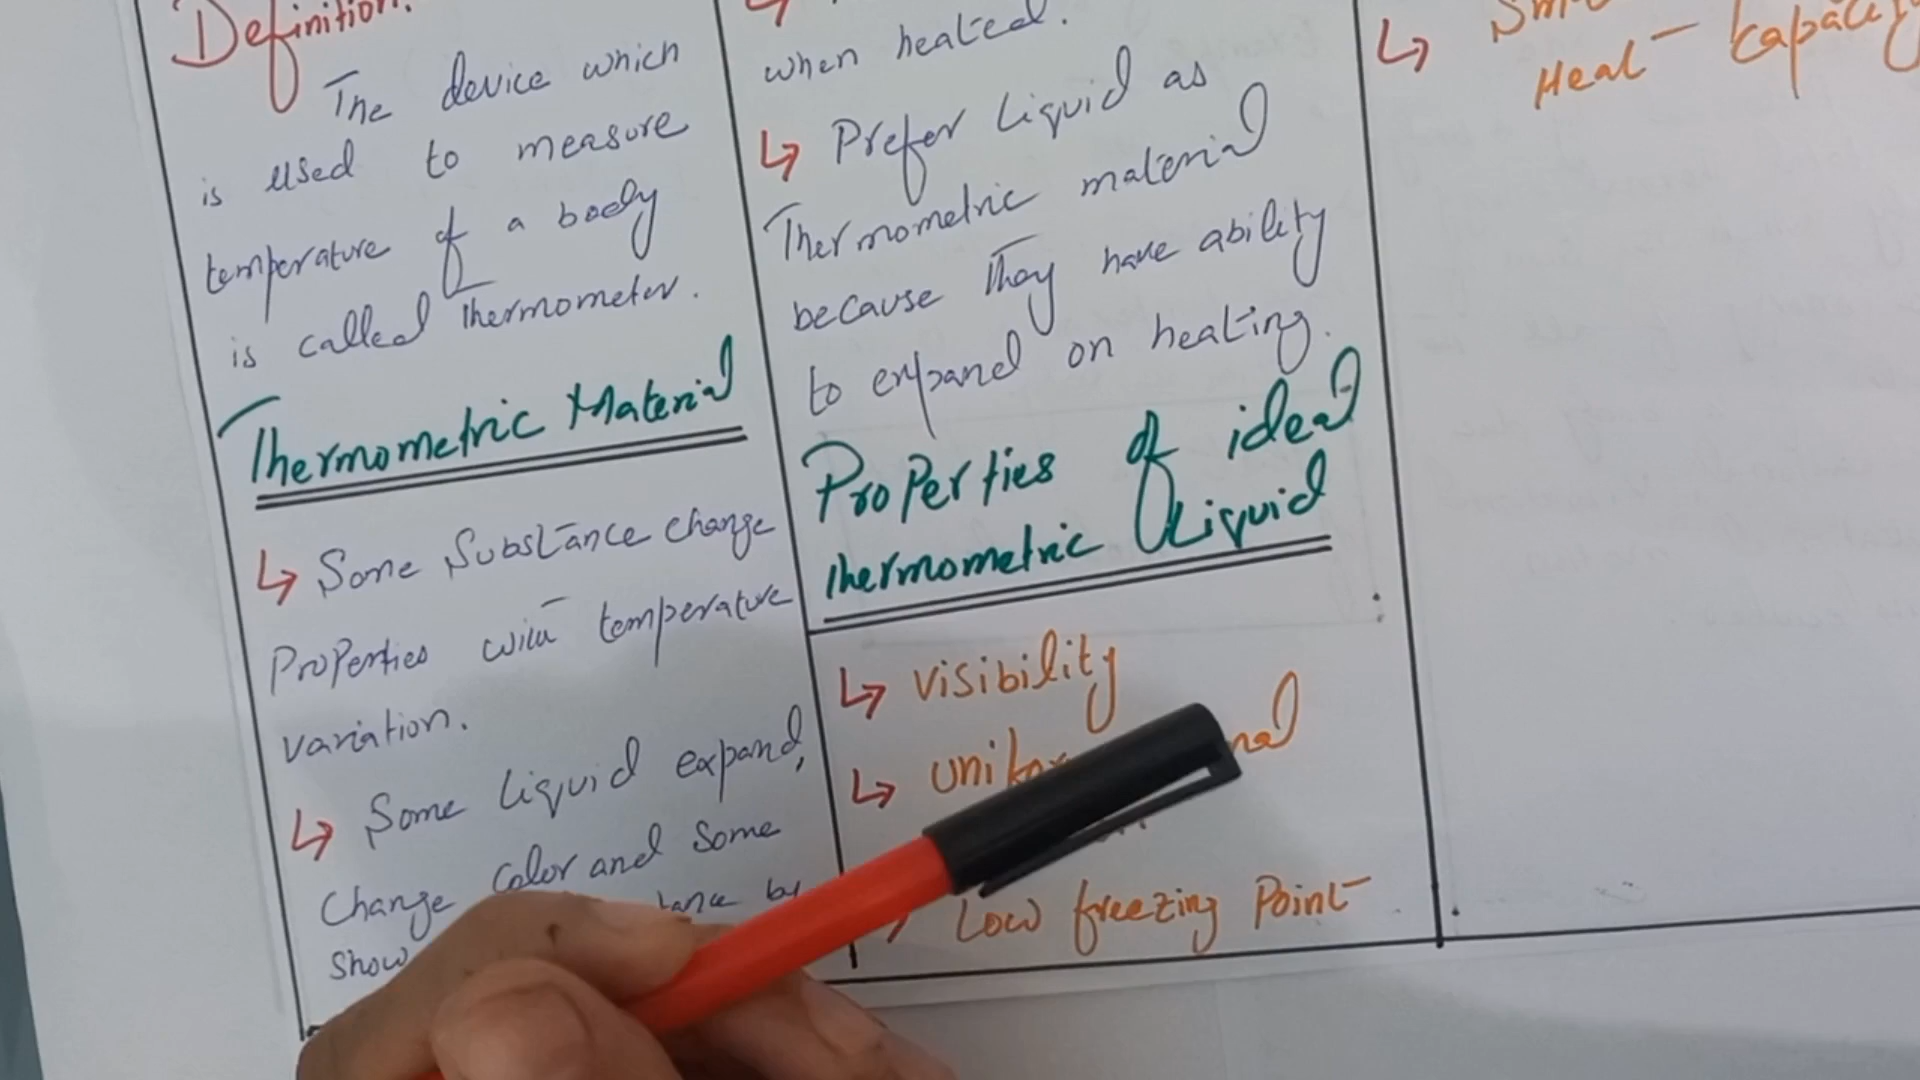 Definition.
The device which
is used to measure
temperature of a body
is called thermometer.
Thermometric Material
↳ Some Substance change
Properties with temperature
variation.
↳ Some liquid expand,
Change Color and some
Show
when heated.
↳ Prefer Liquid as
Thermometric material
because They have ability
to expand on heating.
Properties of ideal
thermometric Liquid
↳ visibility
↳
Low freezing Point
↳
Heat Capacity